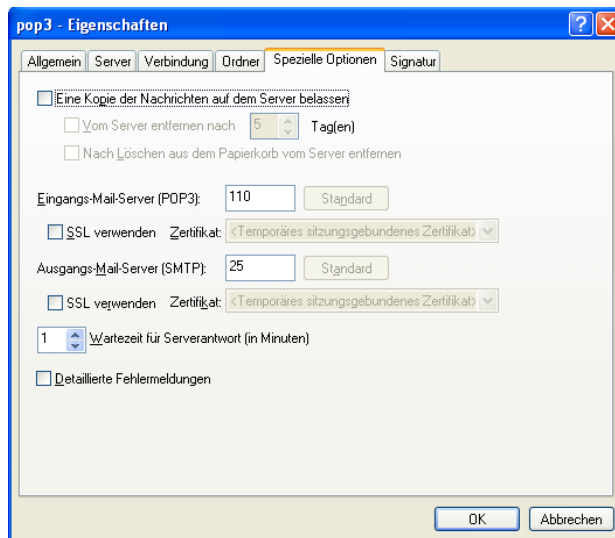 pop3 - Eigenschaften
Allgemein Server Verbindung Ordner Spezielle Optionen Signatur
Eine Kopie der Nachrichten auf dem Server belassen
Vom Server entfernen nach 5 Tag(en)
Nach Löschen aus dem Papierkorb vom Server entfernen
Eingangs-Mail-Server (POP3): 110 Standard
SSL verwenden Zertifikat: <Temporäres sitzungsgebundenes Zertifikat>
Ausgangs-Mail-Server (SMTP): 25 Standard
SSL verwenden Zertifikat: <Temporäres sitzungsgebundenes Zertifikat>
1 Wartezeit für Serverantwort (in Minuten)
Detaillierte Fehlermeldungen
OK Abbrechen